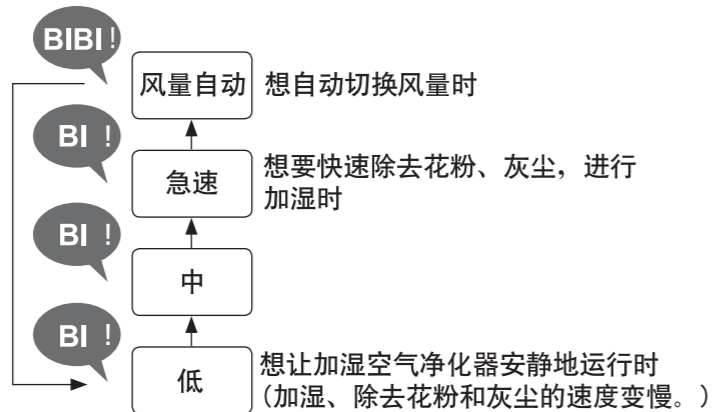 BIBI!
风量自动
想自动切换风量时
BI !
急速
想要快速除去花粉、灰尘，进行
加湿时
BI !
中
BI !
低
想让加湿空气净化器安静地运行时
（加湿、除去花粉和灰尘的速度变慢。）